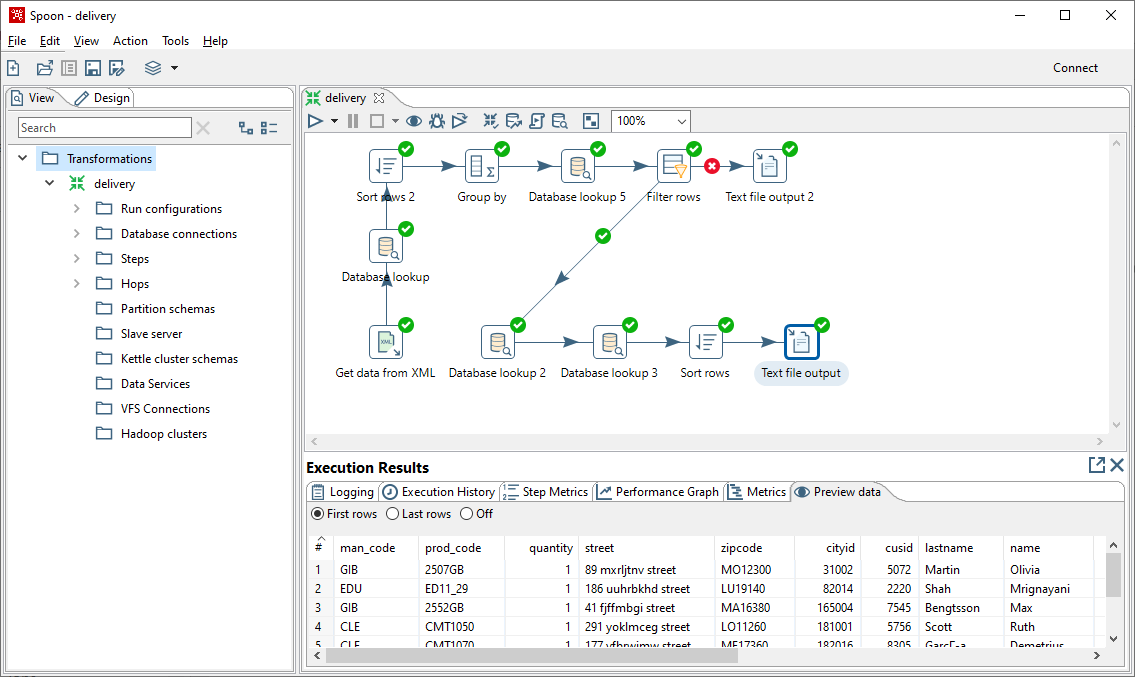 Spoon - delivery
File Edit View Action Tools Help
Connect
View Design
Search
Transformations
delivery
Run configurations
Database connections
Steps
Hops
Partition schemas
Slave server
Kettle cluster schemas
Data Services
VFS Connections
Hadoop clusters
delivery
100%
Sort rows 2 Group by Database lookup 5 Filter rows Text file output 2
Database lookup
XML
Get data from XML Database lookup 2 Database lookup 3 Sort rows Text file output
Execution Results
Logging Execution History Step Metrics Performance Graph Metrics Preview data
First rows Last rows Off
# man_code prod_code quantity street zipcode cityid cusid lastname name
1 GIB 2507GB 1 89 mxrljtnv street MO12300 31002 5072 Martin Olivia
2 EDU ED11_29 1 186 uuhrbkhd street LU19140 82014 2220 Shah Mrignayani
3 GIB 2552GB 1 41 fjffmbgi street MA16380 165004 7545 Bengtsson Max
4 CLE CMT1050 1 291 yoklmceg street LO11260 181001 5756 Scott Ruth
5 CLE CMT1070 1 177 vfhrwimw street ME17360 182016 8305 GarcГ-a Demetrius